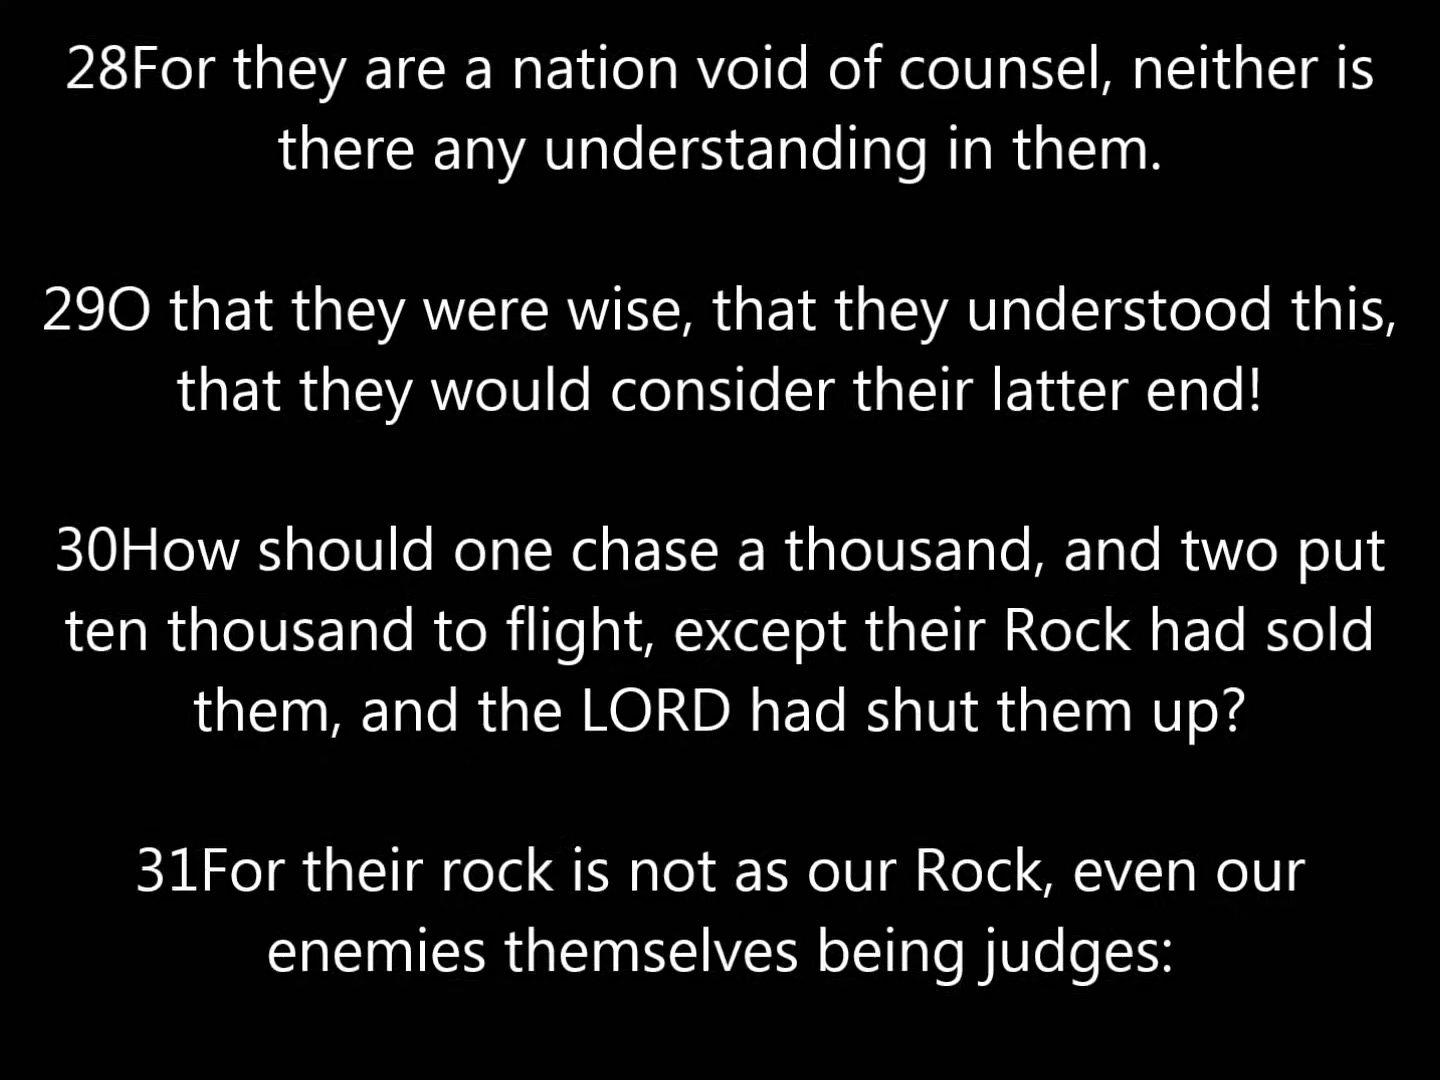 28For they are a nation void of counsel, neither is
there any understanding in them.
29O that they were wise, that they understood this,
that they would consider their latter end!
30How should one chase a thousand, and two put
ten thousand to flight, except their Rock had sold
them, and the LORD had shut them up?
31For their rock is not as our Rock, even our
enemies themselves being judges: